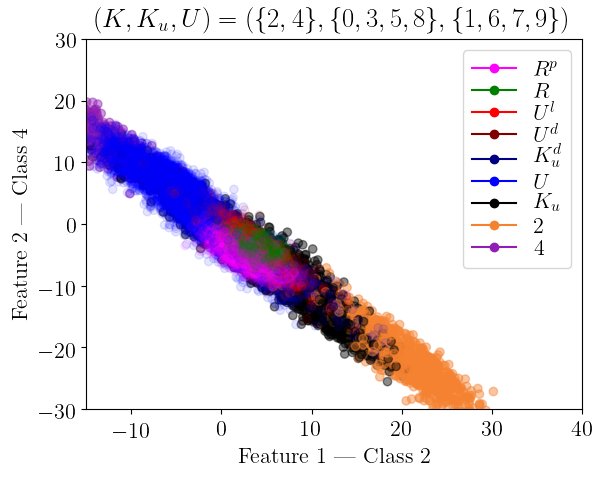 (K, K_u, U) = ({2, 4}, {0, 3, 5, 8}, {1, 6, 7, 9})
30
20
10
0
−10
−20
−30
Feature 2 — Class 4
R^p
R
U^l
U^d
K_u^d
U
K_u
2
4
−10
0
10
20
30
40
Feature 1 — Class 2